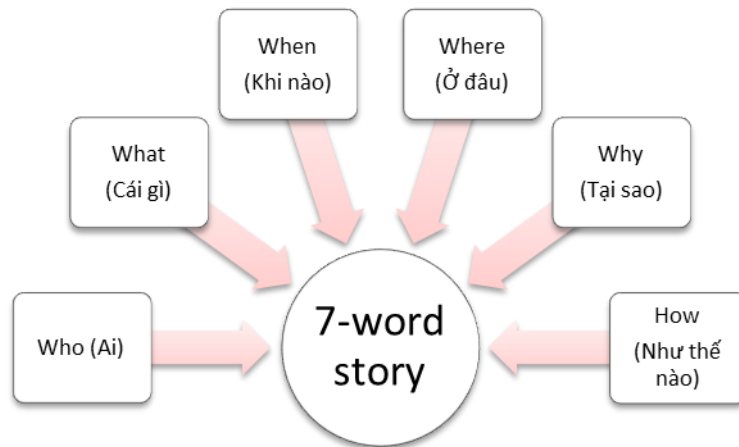 When
(Khi nào)
Where
(Ở đâu)
What
(Cái gì)
Why
(Tại sao)
Who (Ai)
7-word
story
How
(Như thế
nào)